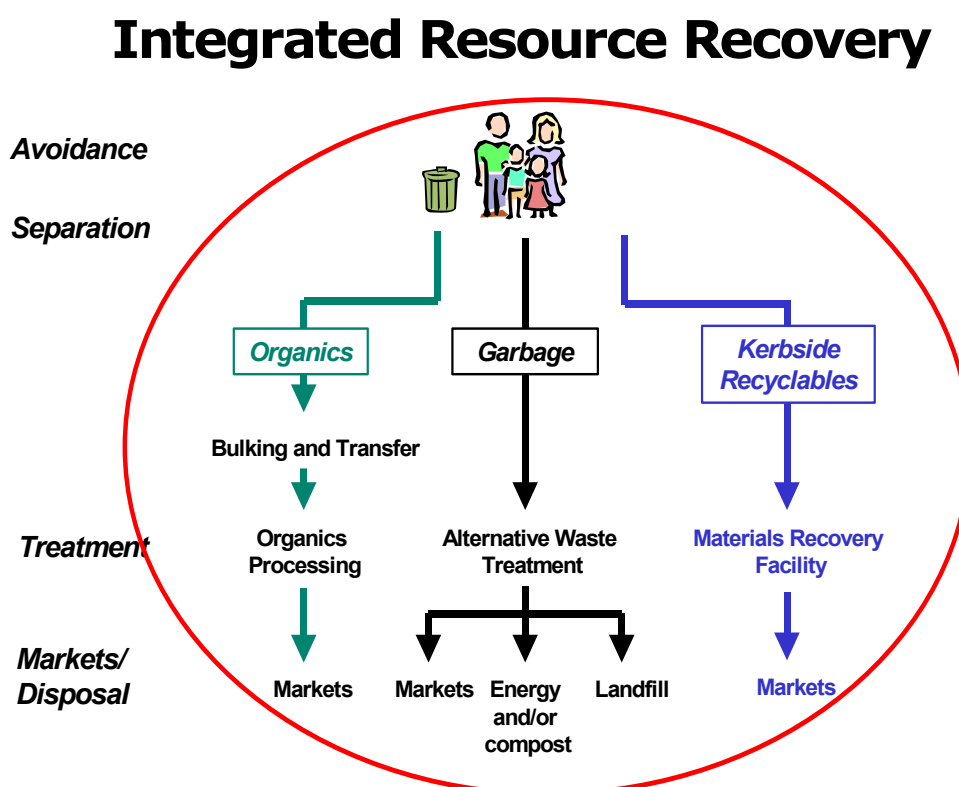 Integrated Resource Recovery
Avoidance
Separation
Organics
Garbage
Kerbside
Recyclables
Bulking and Transfer
Treatment
Organics
Processing
Alternative Waste
Treatment
Materials Recovery
Facility
Markets/
Disposal
Markets
Markets
Energy
and/or
compost
Landfill
Markets